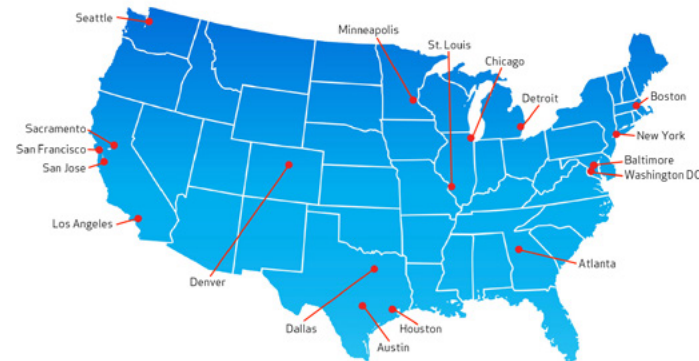 Seattle
Minneapolis
St. Louis
Chicago
Detroit
Boston
New York
Baltimore
Washington DC
Sacramento
San Francisco
San Jose
Los Angeles
Denver
Dallas
Austin
Houston
Atlanta